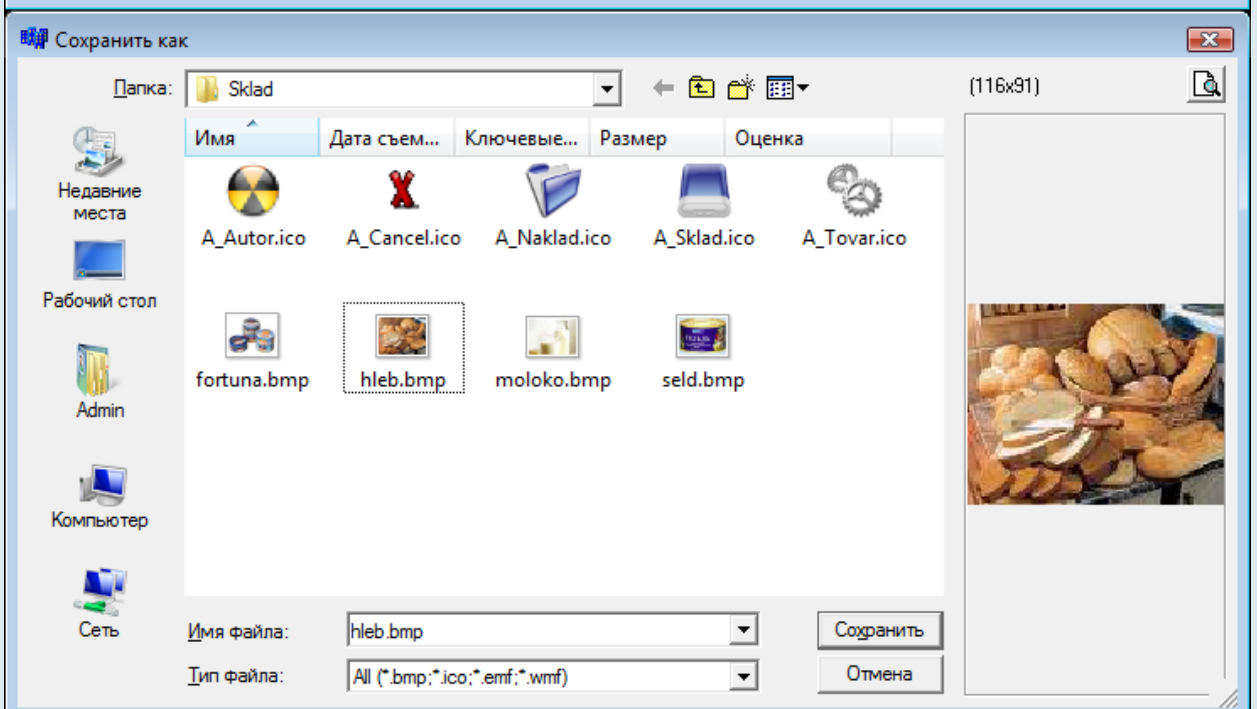 Сохранить как
Папка: Sklad
(116x91)
Имя Дата съем... Ключевые... Размер Оценка
Недавние
места
Рабочий стол
Admin
Компьютер
Сеть
A_Autor.ico A_Cancel.ico A_Naklad.ico A_Sklad.ico A_Tovar.ico
fortuna.bmp hleb.bmp moloko.bmp seld.bmp
Имя файла: hleb.bmp Сохранить
Тип файла: All (*.bmp;*.ico;*.emf;*.wmf) Отмена